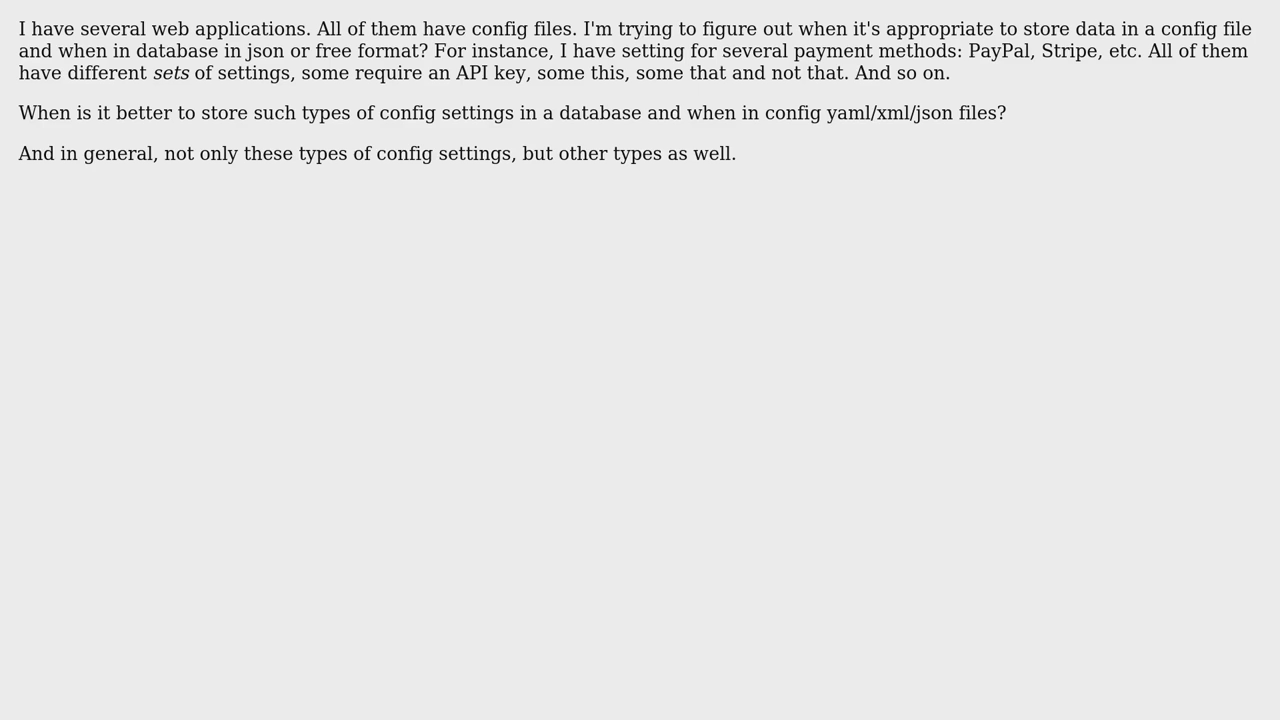 I have several web applications. All of them have config files. I'm trying to figure out when it's appropriate to store data in a config file
and when in database in json or free format? For instance, I have setting for several payment methods: PayPal, Stripe, etc. All of them
have different sets of settings, some require an API key, some this, some that and not that. And so on.
When is it better to store such types of config settings in a database and when in config yaml/xml/json files?
And in general, not only these types of config settings, but other types as well.